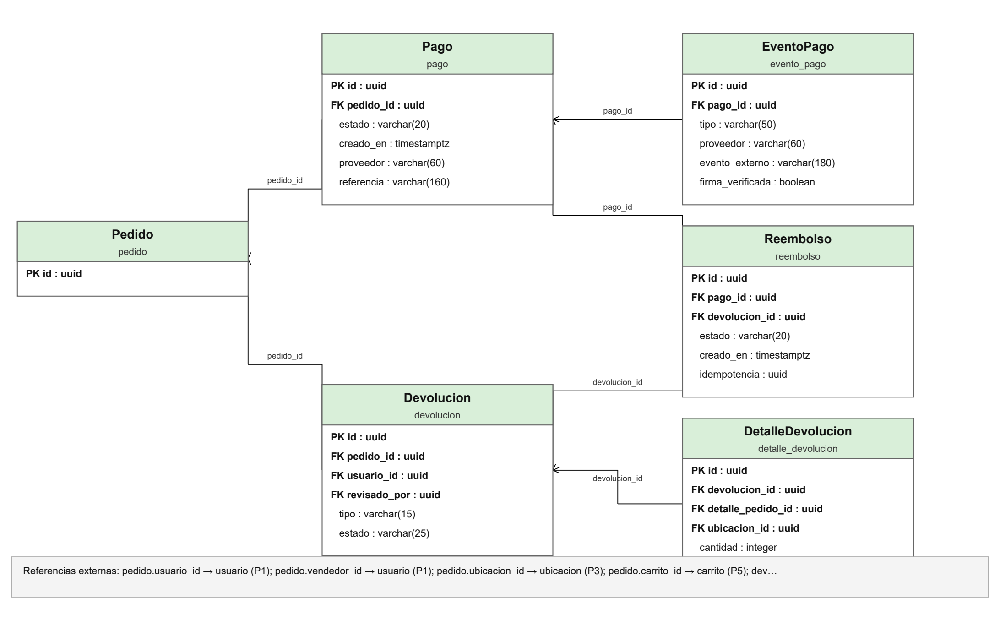 Pago
pago
PK id : uuid
FK pedido_id : uuid
estado : varchar(20)
creado_en : timestamptz
proveedor : varchar(60)
referencia : varchar(160)
EventoPago
evento_pago
PK id : uuid
FK pago_id : uuid
tipo : varchar(50)
proveedor : varchar(60)
evento_externo : varchar(180)
firma_verificada : boolean
pago_id
pedido_id
pago_id
Pedido
pedido
PK id : uuid
Reembolso
reembolso
PK id : uuid
FK pago_id : uuid
FK devolucion_id : uuid
estado : varchar(20)
creado_en : timestamptz
idempotencia : uuid
pedido_id
devolucion_id
Devolucion
devolucion
PK id : uuid
FK pedido_id : uuid
FK usuario_id : uuid
FK revisado_por : uuid
tipo : varchar(15)
estado : varchar(25)
devolucion_id
DetalleDevolucion
detalle_devolucion
PK id : uuid
FK devolucion_id : uuid
FK detalle_pedido_id : uuid
FK ubicacion_id : uuid
cantidad : integer
Referencias externas: pedido.usuario_id → usuario (P1); pedido.vendedor_id → usuario (P1); pedido.ubicacion_id → ubicacion (P3); pedido.carrito_id → carrito (P5); dev…